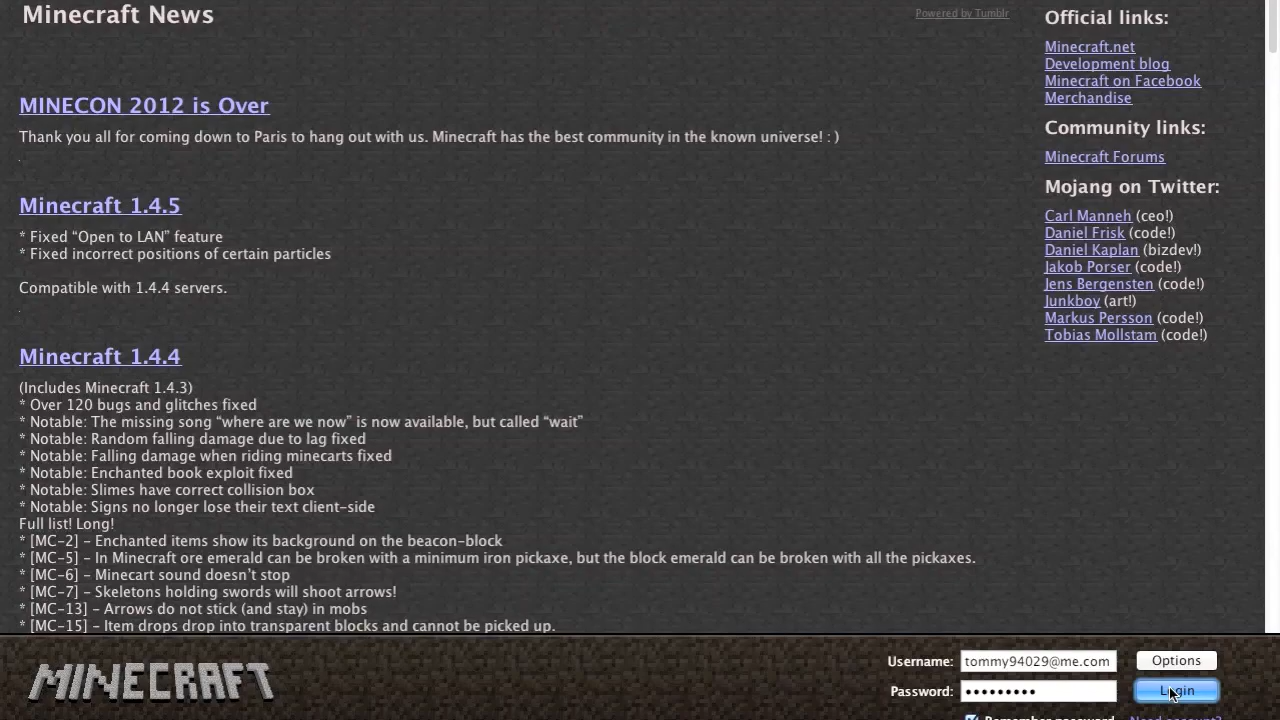 Minecraft News
Powered by Tumblr
MINECON 2012 is Over
Thank you all for coming down to Paris to hang out with us. Minecraft has the best community in the known universe! : )
.
Minecraft 1.4.5
* Fixed “Open to LAN” feature
* Fixed incorrect positions of certain particles
Compatible with 1.4.4 servers.
.
Minecraft 1.4.4
(Includes Minecraft 1.4.3)
* Over 120 bugs and glitches fixed
* Notable: The missing song “where are we now” is now available, but called “wait”
* Notable: Random falling damage due to lag fixed
* Notable: Falling damage when riding minecarts fixed
* Notable: Enchanted book exploit fixed
* Notable: Slimes have correct collision box
* Notable: Signs no longer lose their text client-side
Full list! Long!
* [MC-2] – Enchanted items show its background on the beacon-block
* [MC-5] – In Minecraft ore emerald can be broken with a minimum iron pickaxe, but the block emerald can be broken with all the pickaxes.
* [MC-6] – Minecart sound doesn’t stop
* [MC-7] – Skeletons holding swords will shoot arrows!
* [MC-13] – Arrows do not stick (and stay) in mobs
* [MC-15] – Item drops drop into transparent blocks and cannot be picked up.
Official links:
Minecraft.net
Development blog
Minecraft on Facebook
Merchandise
Community links:
Minecraft Forums
Mojang on Twitter:
Carl Manneh (ceo!)
Daniel Frisk (code!)
Daniel Kaplan (bizdev!)
Jakob Porser (code!)
Jens Bergensten (code!)
Junkboy (art!)
Markus Persson (code!)
Tobias Mollstam (code!)
MINECRAFT
Username: tommy94029@me.com Options
Password: ••••••••• Login
Remember password